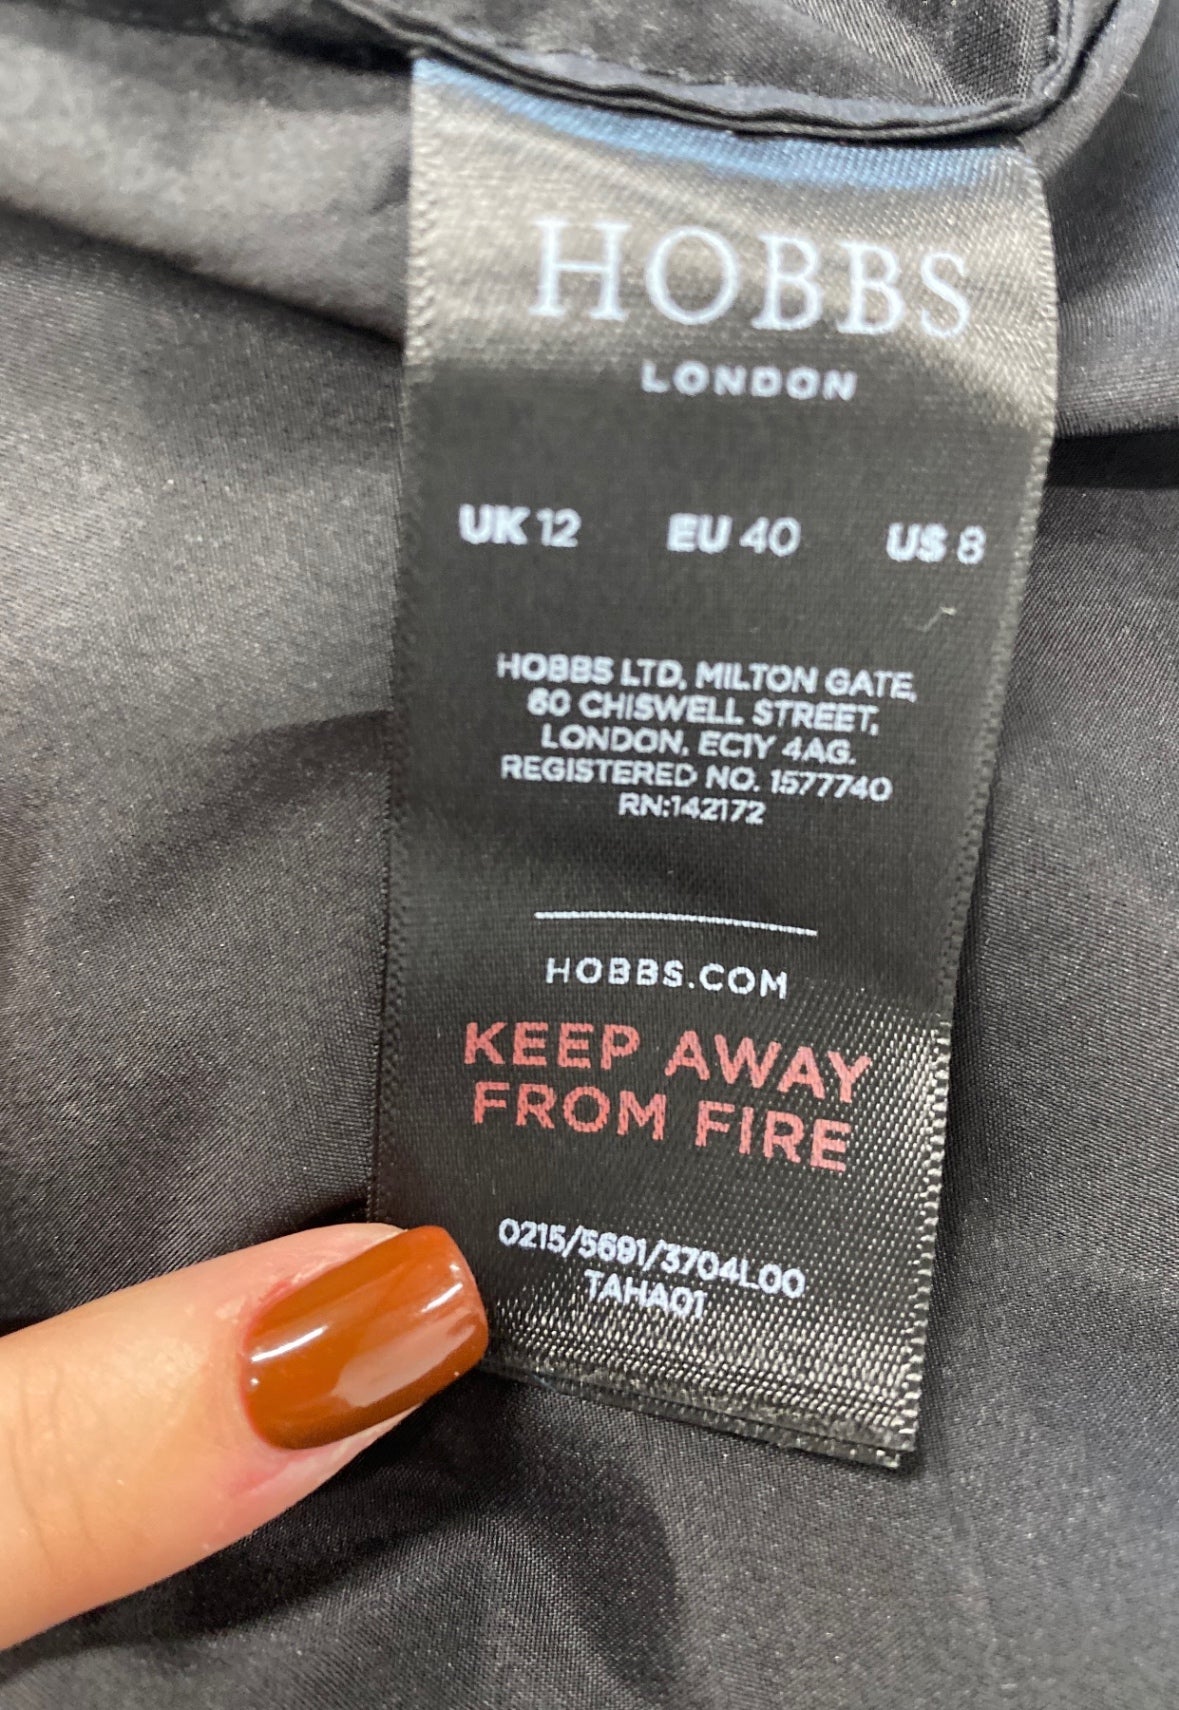 HOBBS
LONDON
UK 12 EU 40 US 8
HOBBS LTD, MILTON GATE,
60 CHISWELL STREET,
LONDON. EC1Y 4AG.
REGISTERED NO. 1577740
RN:142172
HOBBS.COM
KEEP AWAY
FROM FIRE
0215/5691/3704L00
TAHA01